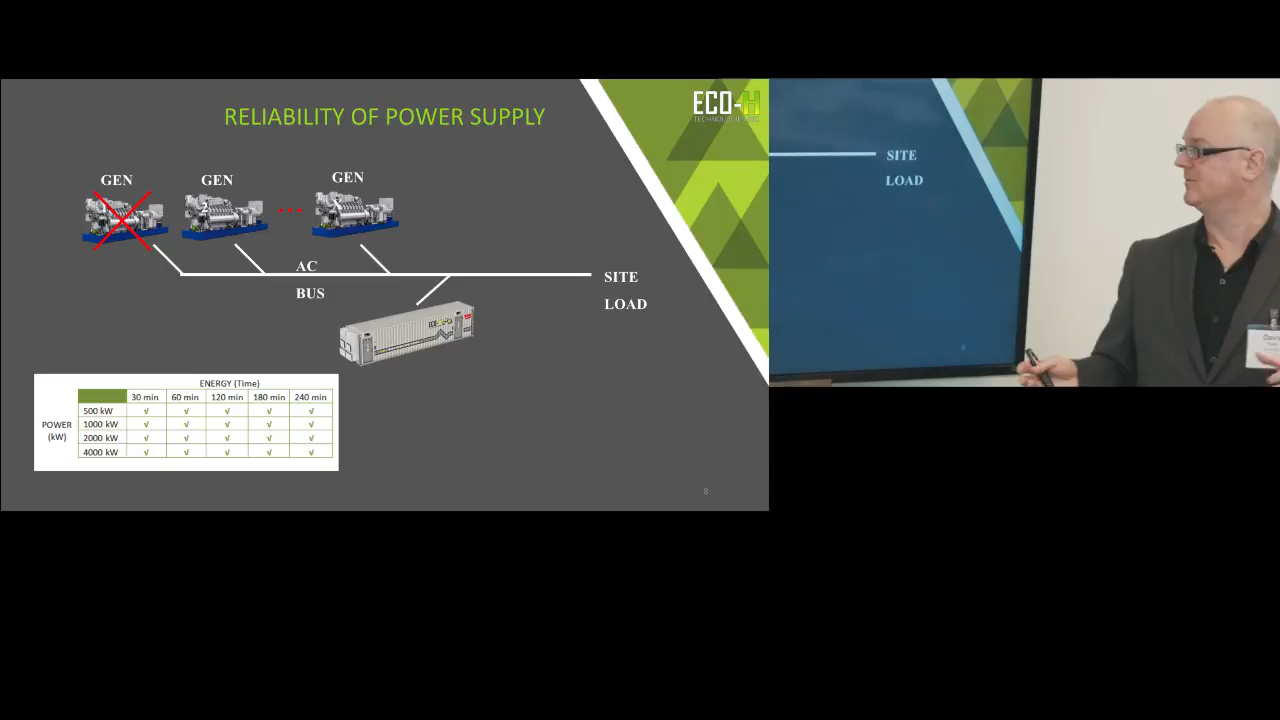 RELIABILITY OF POWER SUPPLY
ECO-H
TECHNOLOGIES
GEN
GEN
2
GEN
AC
BUS
SITE
LOAD
ENERGY (Time)
30 min 60 min 120 min 180 min 240 min
POWER
(kW)
500 kW √ √ √ √ √
1000 kW √ √ √ √ √
2000 kW √ √ √ √ √
4000 kW √ √ √ √ √
8
SITE
LOAD
8